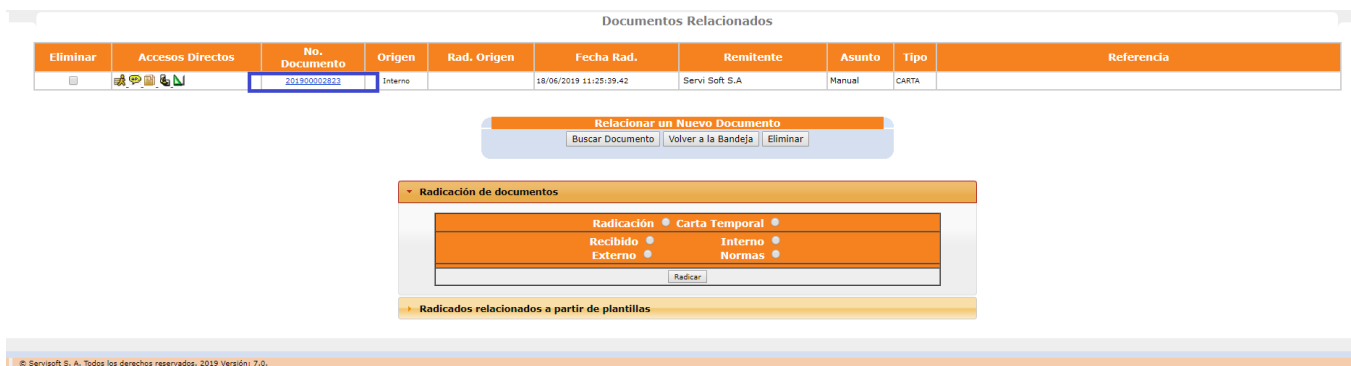 Documentos Relacionados
Eliminar Accesos Directos No. Documento Origen Rad. Origen Fecha Rad. Remitente Asunto Tipo Referencia
201900002823 Interno 18/06/2019 11:25:39.42 Servi Soft S.A Manual CARTA
Relacionar un Nuevo Documento
Buscar Documento Volver a la Bandeja Eliminar
Radicación de documentos
Radicación Carta Temporal
Recibido Interno
Externo Normas
Radicar
Radicados relacionados a partir de plantillas
© Servisoft S. A. Todos los derechos reservados. 2019 Versión: 7.0.